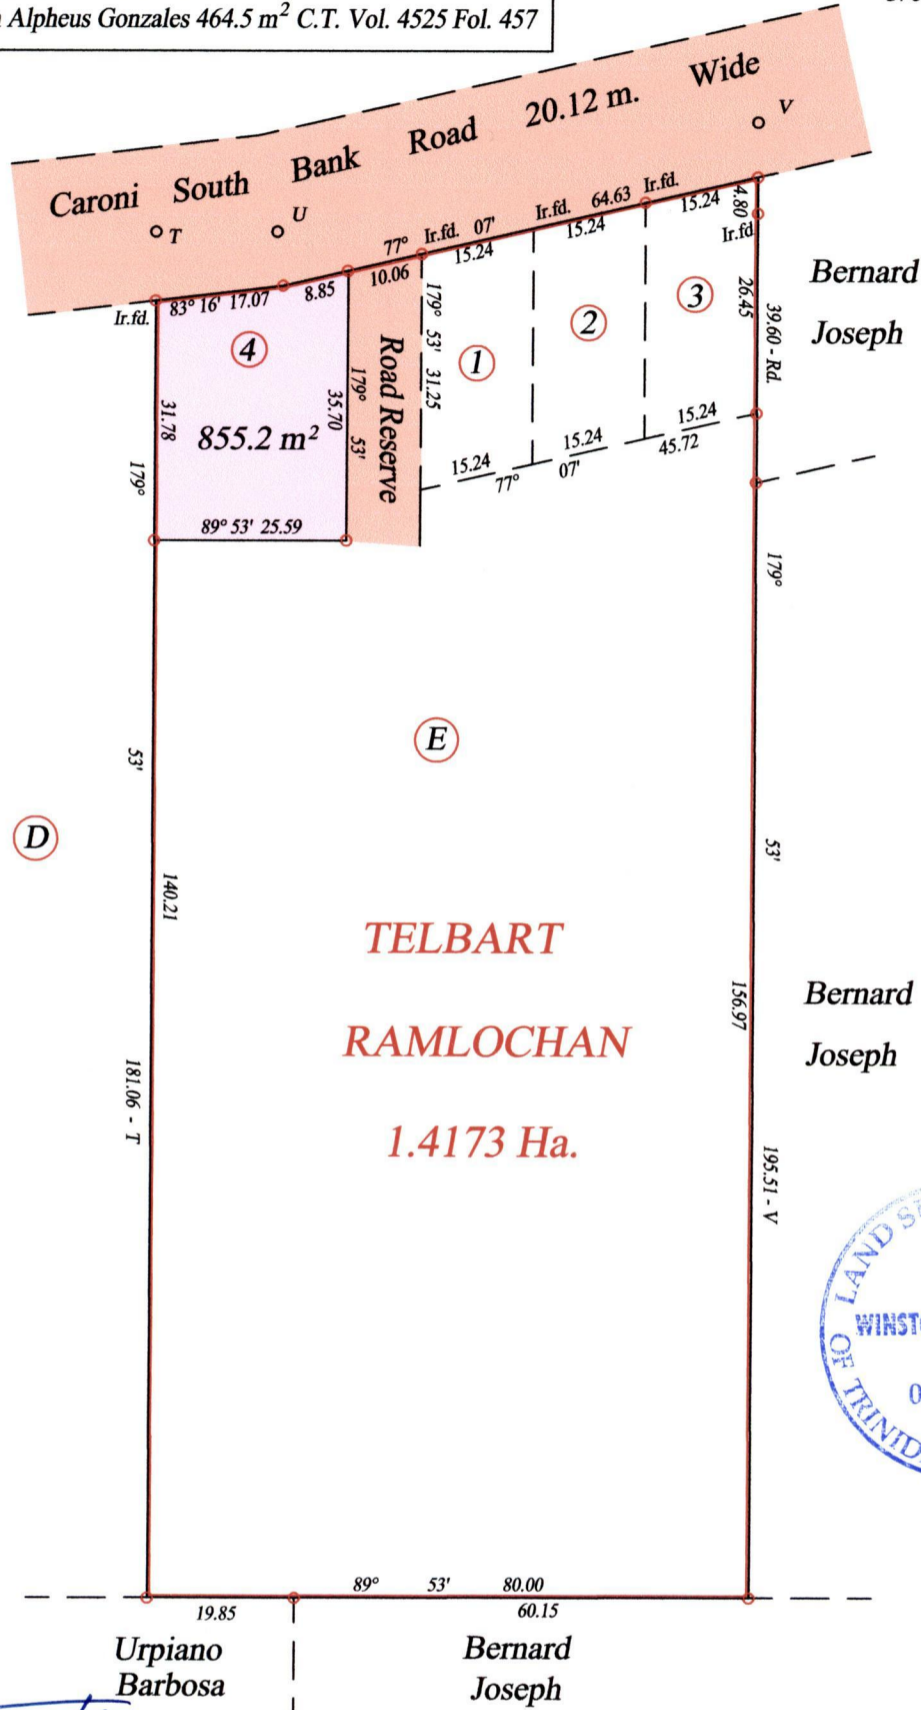 Alpheus Gonzales 464.5 m² C.T. Vol. 4525 Fol. 457
Caroni South Bank Road 20.12 m. Wide
V
T
U
Ir.fd.
83° 16' 17.07
8.85
77°
10.06
Ir.fd. 07'
15.24
Ir.fd. 64.63 Ir.fd.
15.24
15.24
4.80
Ir.fd
26.45
39.60 - Rd.
Bernard
Joseph
4
855.2 m²
31.78
35.70
179° 53'
Road Reserve
179° 53' 31.25
1
2
3
15.24
15.24
15.24
77° 07' 45.72
89° 53' 25.59
179°
53'
140.21
181.06 - T
179°
53'
156.97
195.51 - V
E
D
TELBART
RAMLOCHAN
1.4173 Ha.
Bernard
Joseph
LAND
WINST
OF TRINID
89° 53' 80.00
19.85
60.15
Urpiano
Barbosa
Bernard
Joseph